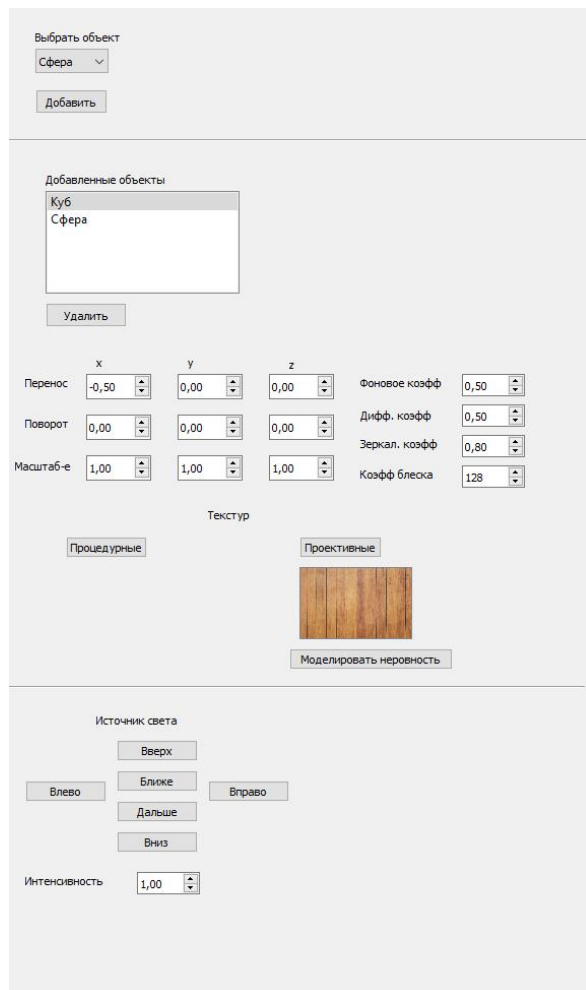 Выбрать объект
Сфера
Добавить
Добавленные объекты
Куб
Сфера
Удалить
x y z
Перенос -0,50 0,00 0,00 Фоновое коэфф 0,50
Поворот 0,00 0,00 0,00 Дифф. коэфф 0,50
Зеркал. коэфф 0,80
Масштаб-е 1,00 1,00 1,00 Коэфф блеска 128
Текстур
Процедурные Проективные
Моделировать неровность
Источник света
Вверх
Влево Ближе Вправо
Дальше
Вниз
Интенсивность 1,00